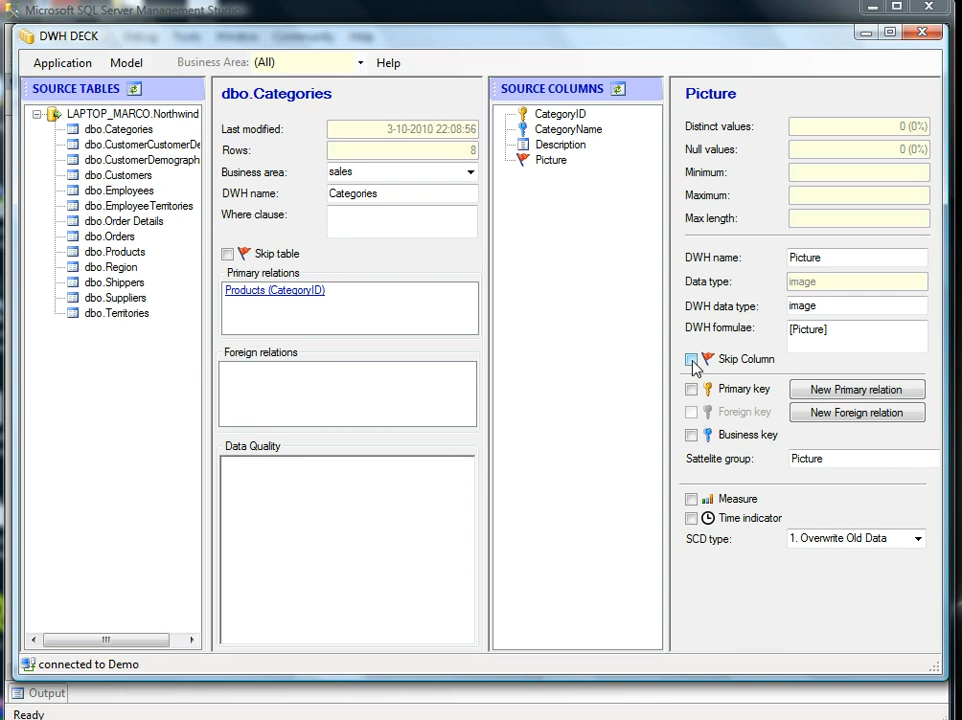 Microsoft SQL Server Management Studio
DWH DECK
Debug Tools Window Community Help
Application Model Business Area: (All) Help
SOURCE TABLES
LAPTOP_MARCO.Northwind
dbo.Categories
dbo.CustomerCustomerDe
dbo.CustomerDemograph
dbo.Customers
dbo.Employees
dbo.EmployeeTerritories
dbo.Order Details
dbo.Orders
dbo.Products
dbo.Region
dbo.Shippers
dbo.Suppliers
dbo.Territories
dbo.Categories
Last modified: 3-10-2010 22:08:56
Rows: 8
Business area: sales
DWH name: Categories
Where clause:
Skip table
Primary relations
Products (CategoryID)
Foreign relations
Data Quality
SOURCE COLUMNS
CategoryID
CategoryName
Description
Picture
Picture
Distinct values: 0 (0%)
Null values: 0 (0%)
Minimum:
Maximum:
Max length:
DWH name: Picture
Data type: image
DWH data type: image
DWH formulae: [Picture]
Skip Column
Primary key New Primary relation
Foreign key New Foreign relation
Business key
Sattelite group: Picture
Measure
Time indicator
SCD type: 1. Overwrite Old Data
connected to Demo
Output
Ready